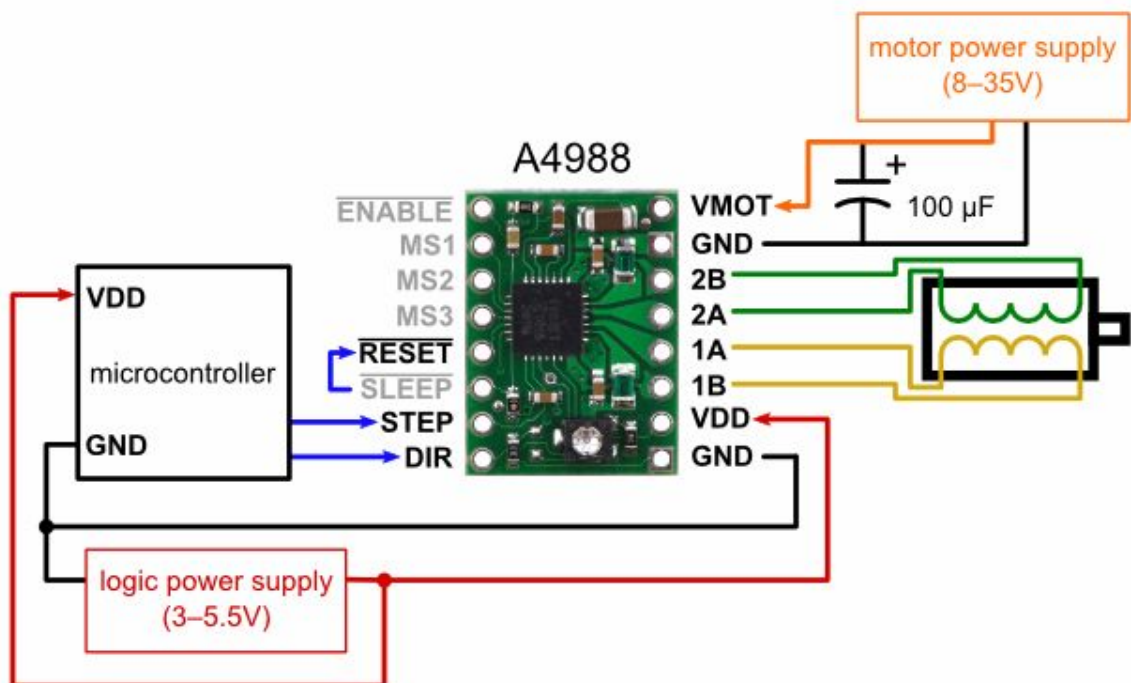 motor power supply
(8–35V)
A4988
ENABLE
MS1
MS2
MS3
RESET
SLEEP
STEP
DIR
VMOT
GND
2B
2A
1A
1B
VDD
GND
+
100 µF
VDD
microcontroller
GND
logic power supply
(3–5.5V)